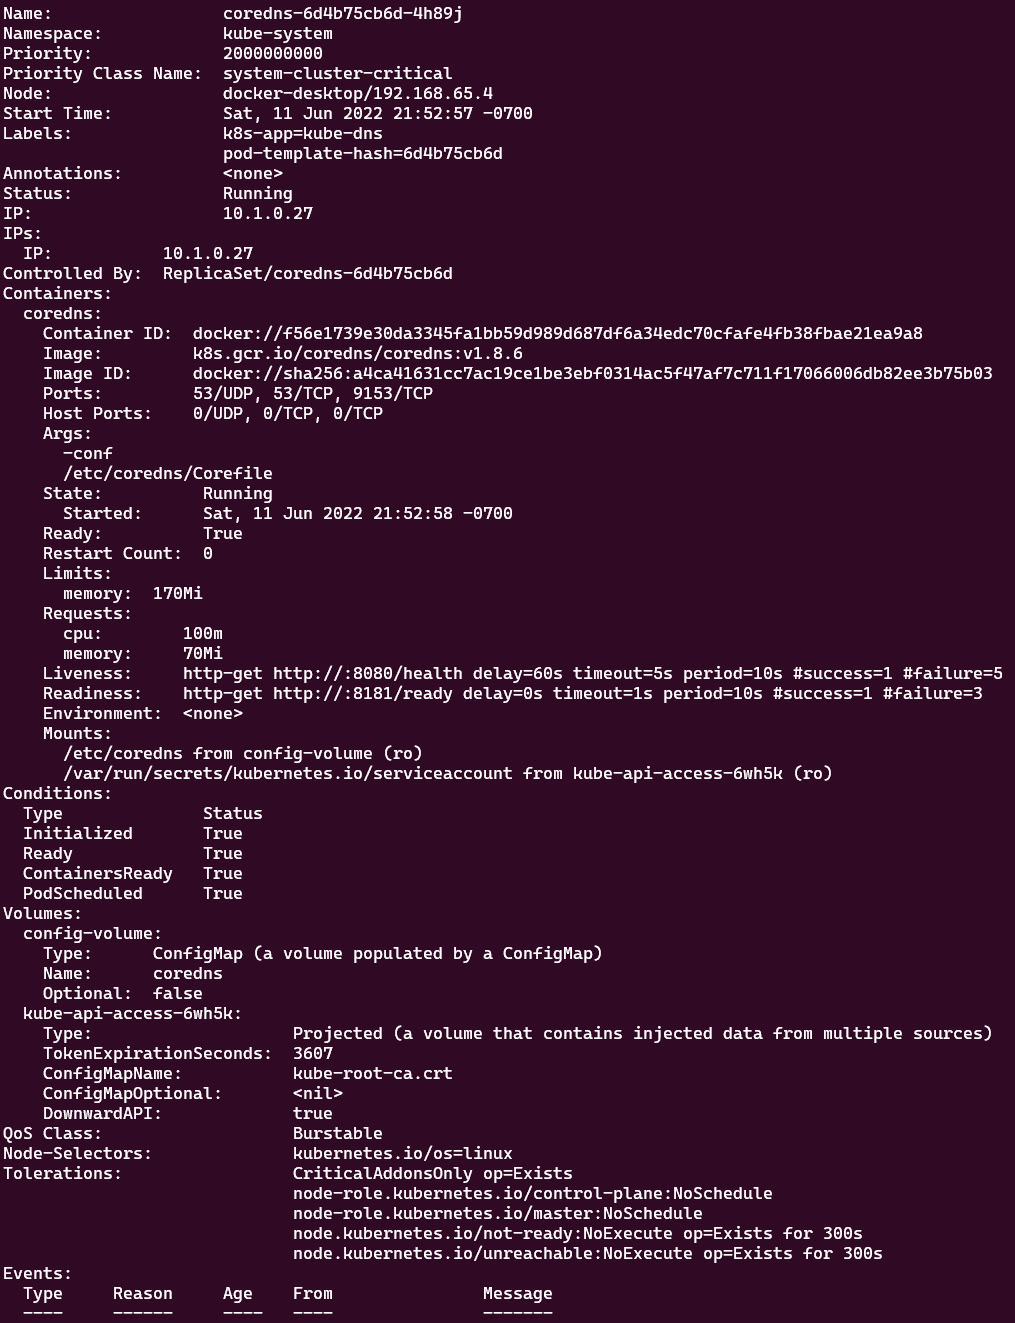 Name:                 coredns-6d4b75cb6d-4h89j
Namespace:            kube-system
Priority:             2000000000
Priority Class Name:  system-cluster-critical
Node:                 docker-desktop/192.168.65.4
Start Time:           Sat, 11 Jun 2022 21:52:57 -0700
Labels:               k8s-app=kube-dns
                      pod-template-hash=6d4b75cb6d
Annotations:          <none>
Status:               Running
IP:                   10.1.0.27
IPs:
  IP:           10.1.0.27
Controlled By:  ReplicaSet/coredns-6d4b75cb6d
Containers:
  coredns:
    Container ID:  docker://f56e1739e30da3345fa1bb59d989d687df6a34edc70cfafe4fb38fbae21ea9a8
    Image:         k8s.gcr.io/coredns/coredns:v1.8.6
    Image ID:      docker://sha256:a4ca41631cc7ac19ce1be3ebf0314ac5f47af7c711f17066006db82ee3b75b03
    Ports:         53/UDP, 53/TCP, 9153/TCP
    Host Ports:    0/UDP, 0/TCP, 0/TCP
    Args:
      -conf
      /etc/coredns/Corefile
    State:          Running
      Started:      Sat, 11 Jun 2022 21:52:58 -0700
    Ready:          True
    Restart Count:  0
    Limits:
      memory:  170Mi
    Requests:
      cpu:        100m
      memory:     70Mi
    Liveness:     http-get http://:8080/health delay=60s timeout=5s period=10s #success=1 #failure=5
    Readiness:    http-get http://:8181/ready delay=0s timeout=1s period=10s #success=1 #failure=3
    Environment:  <none>
    Mounts:
      /etc/coredns from config-volume (ro)
      /var/run/secrets/kubernetes.io/serviceaccount from kube-api-access-6wh5k (ro)
Conditions:
  Type              Status
  Initialized       True
  Ready             True
  ContainersReady   True
  PodScheduled      True
Volumes:
  config-volume:
    Type:      ConfigMap (a volume populated by a ConfigMap)
    Name:      coredns
    Optional:  false
  kube-api-access-6wh5k:
    Type:                    Projected (a volume that contains injected data from multiple sources)
    TokenExpirationSeconds:  3607
    ConfigMapName:           kube-root-ca.crt
    ConfigMapOptional:       <nil>
    DownwardAPI:             true
QoS Class:                   Burstable
Node-Selectors:              kubernetes.io/os=linux
Tolerations:                 CriticalAddonsOnly op=Exists
                             node-role.kubernetes.io/control-plane:NoSchedule
                             node-role.kubernetes.io/master:NoSchedule
                             node.kubernetes.io/not-ready:NoExecute op=Exists for 300s
                             node.kubernetes.io/unreachable:NoExecute op=Exists for 300s
Events:
  Type     Reason     Age    From               Message
  ----     ------     ----   ----               -------